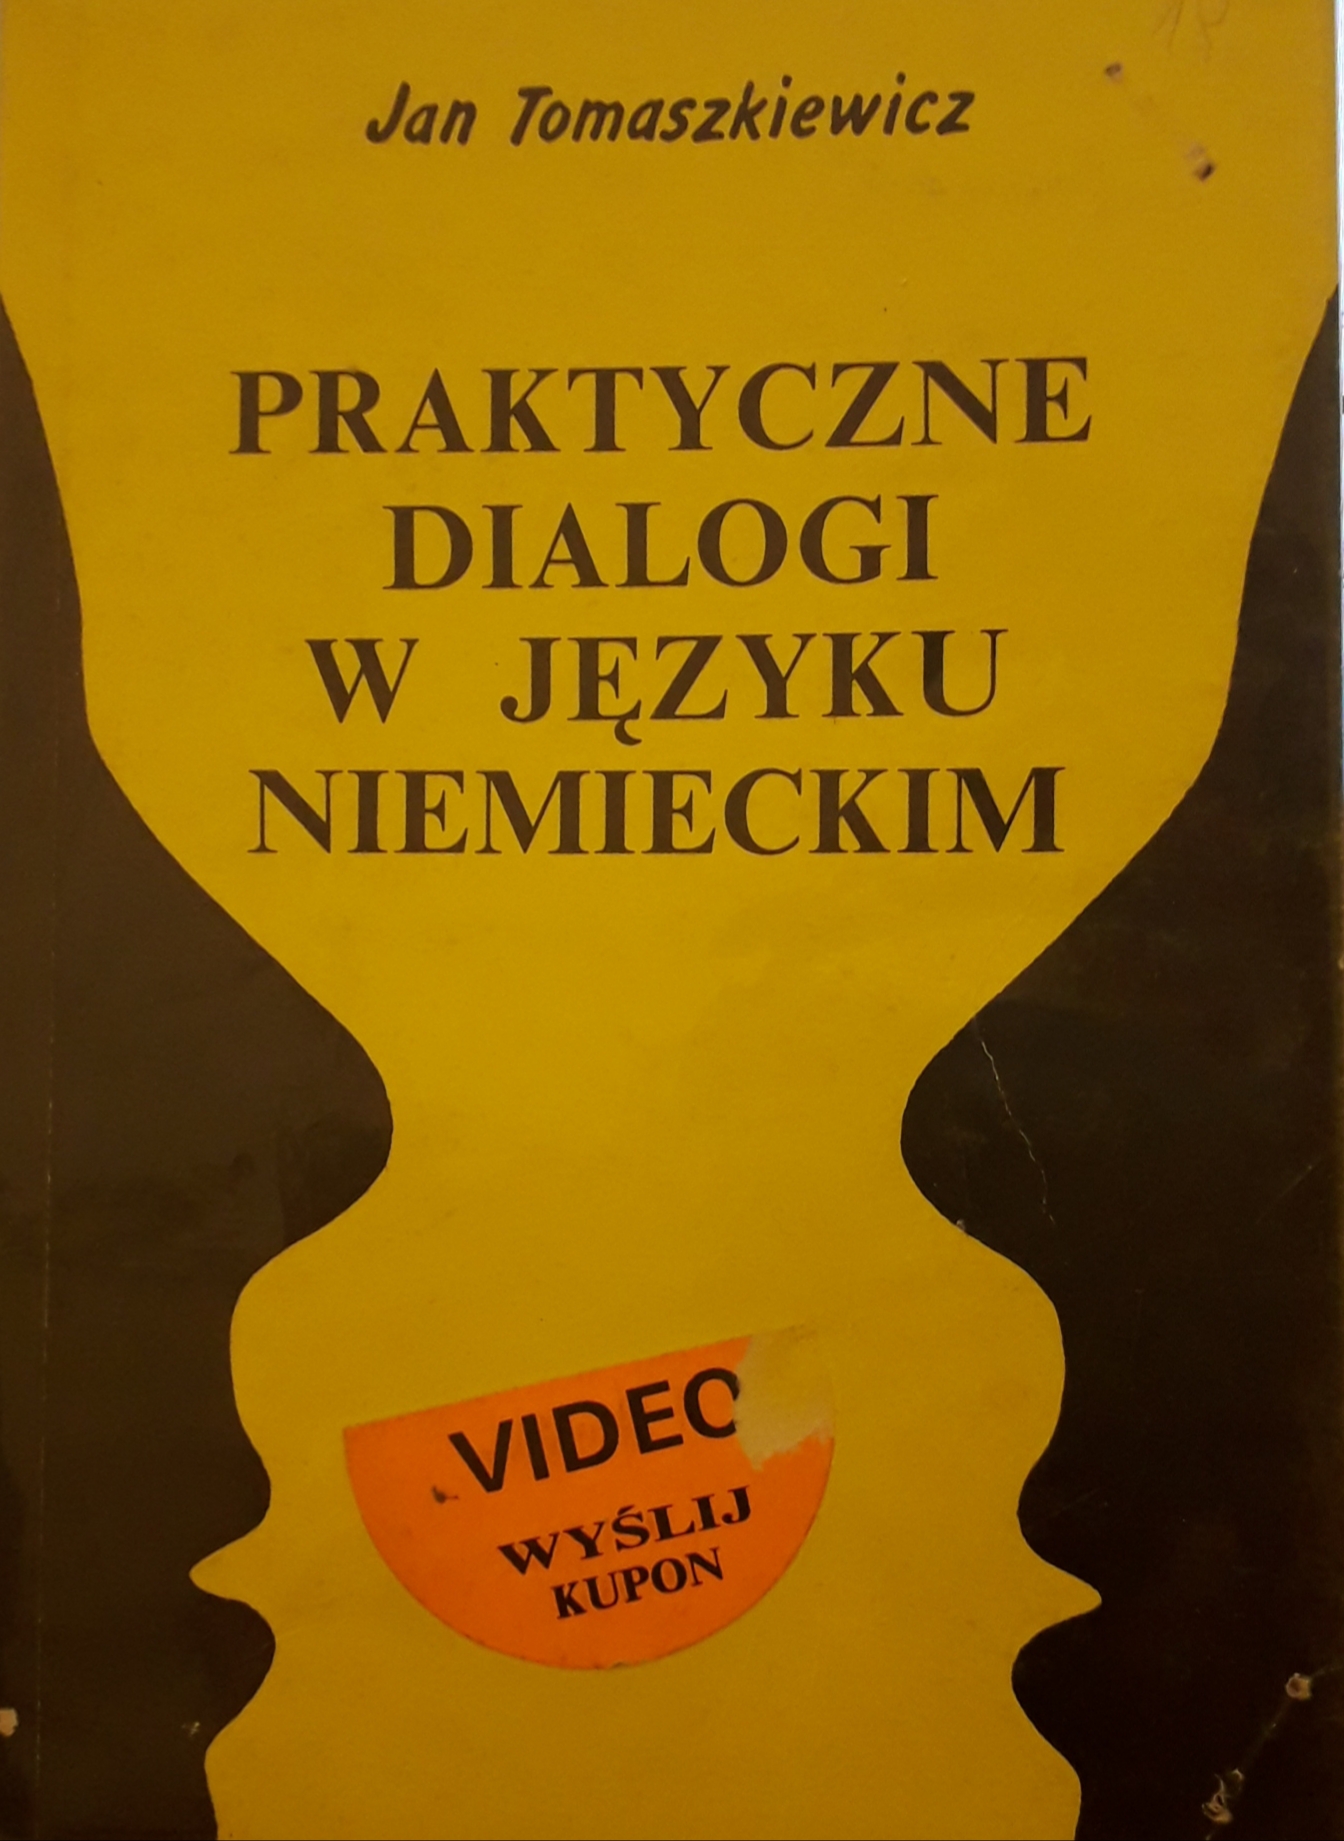 Jan Tomaszkiewicz
PRAKTYCZNE
DIALOGI
W JĘZYKU
NIEMIECKIM
VIDEO
WYŚLIJ
KUPON